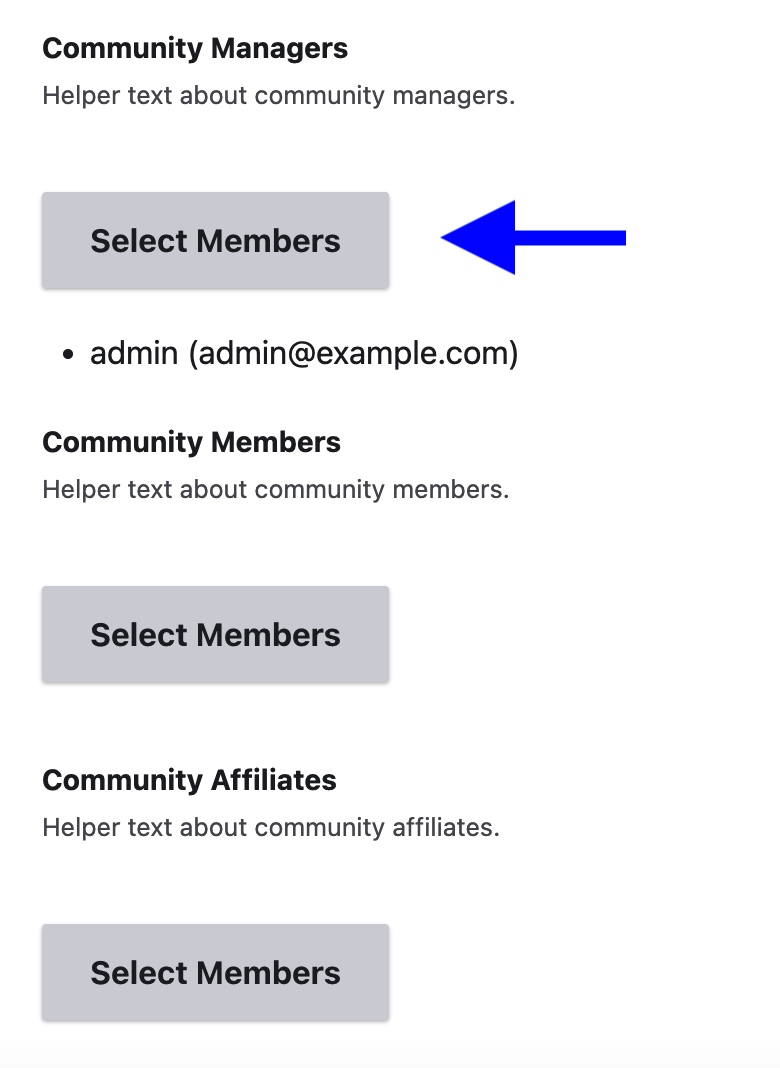 Community Managers
Helper text about community managers.
Select Members
• admin (admin@example.com)
Community Members
Helper text about community members.
Select Members
Community Affiliates
Helper text about community affiliates.
Select Members